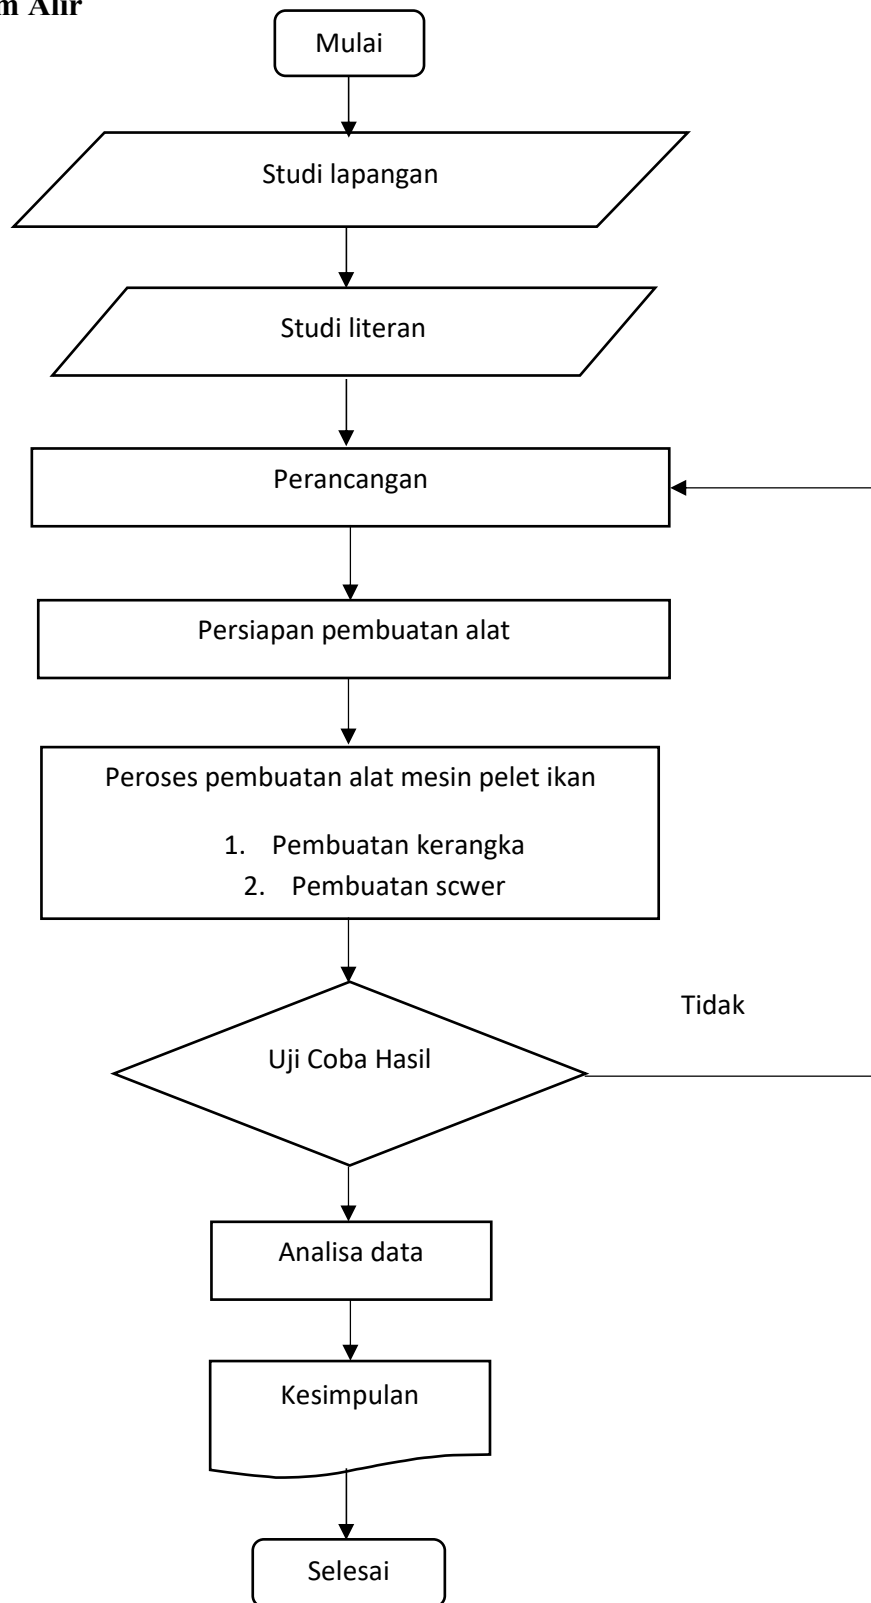 m Alir
Mulai
Studi lapangan
Studi literan
Perancangan
Persiapan pembuatan alat
Peroses pembuatan alat mesin pelet ikan
1. Pembuatan kerangka
2. Pembuatan scwer
Tidak
Uji Coba Hasil
Analisa data
Kesimpulan
Selesai